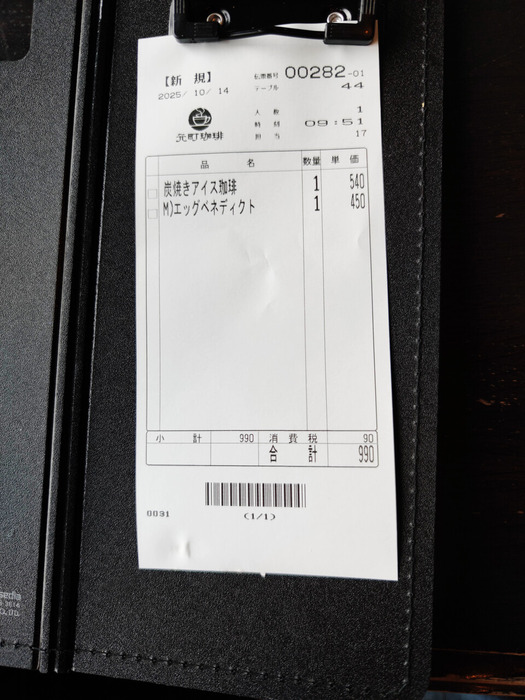 【新 規】
伝票番号 00282-01
2025/10/14
テーブル 44
人 数 1
時 刻 09:51
担 当 17
元町珈琲
品 名 数量 単 価
炭焼きアイス珈琲 1 540
M)エッグベネディクト 1 450
小 計 990 消 費 税 90
合 計 990
0031
(1/1)
sedia